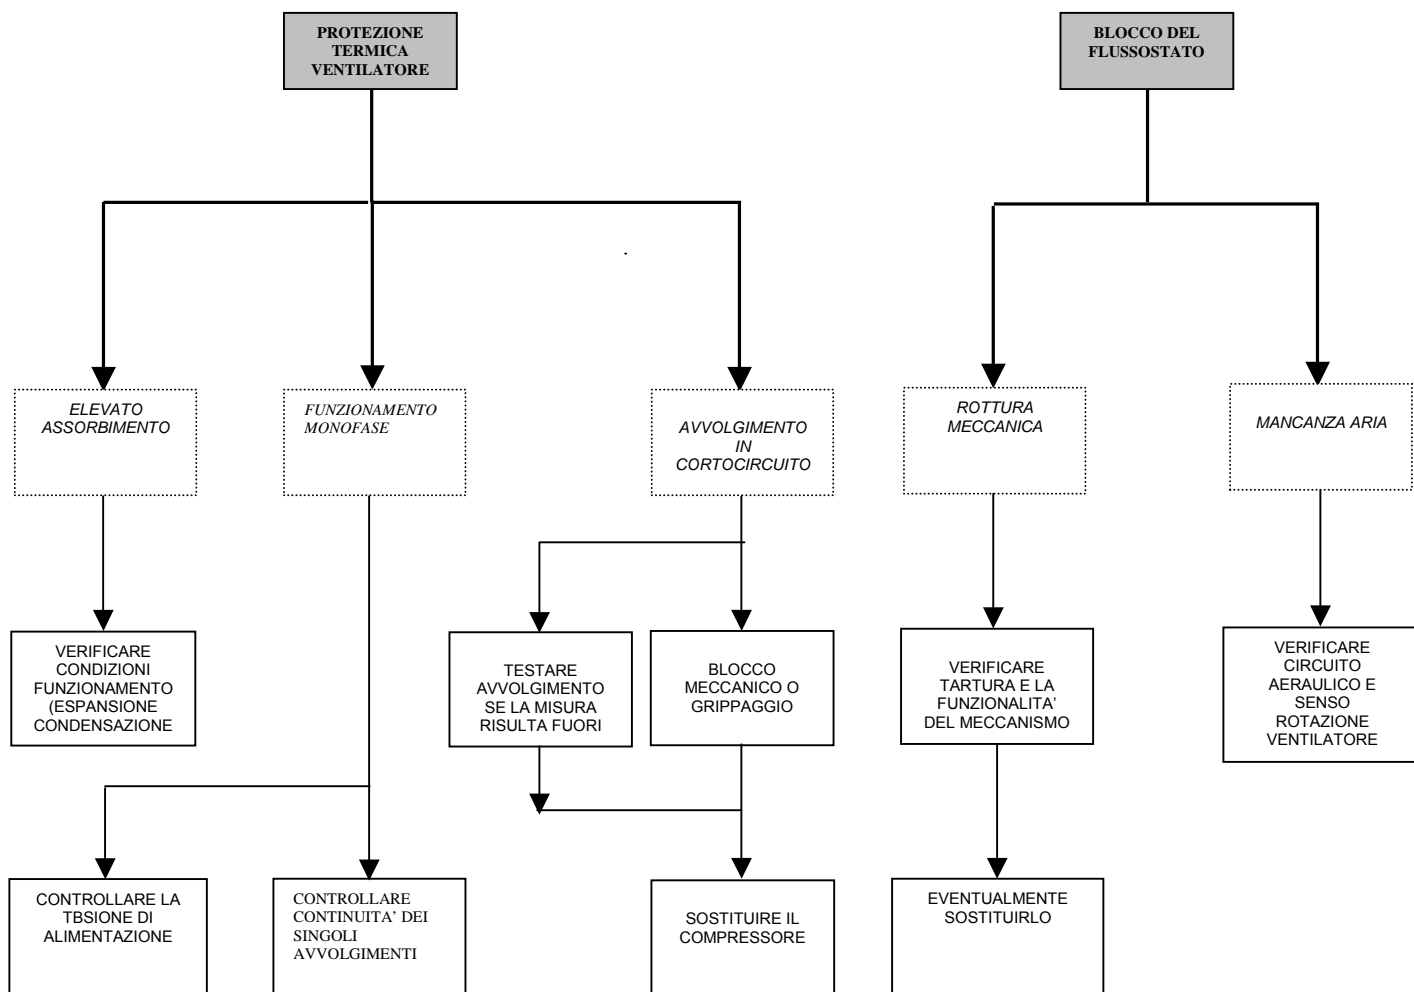 PROTEZIONE
TERMICA
VENTILATORE
BLOCCO DEL
FLUSSOSTATO
ELEVATO
ASSORBIMENTO
FUNZIONAMENTO
MONOFASE
AVVOLGIMENTO
IN
CORTOCIRCUITO
ROTTURA
MECCANICA
MANCANZA ARIA
VERIFICARE
CONDIZIONI
FUNZIONAMENTO
(ESPANSIONE
CONDENSAZIONE
TESTARE
AVVOLGIMENTO
SE LA MISURA
RISULTA FUORI
BLOCCO
MECCANICO O
GRIPPAGGIO
VERIFICARE
TARTURA E LA
FUNZIONALITA’
DEL MECCANISMO
VERIFICARE
CIRCUITO
AERAULICO E
SENSO
ROTAZIONE
VENTILATORE
CONTROLLARE LA
TBSIONE DI
ALIMENTAZIONE
CONTROLLARE
CONTINUITA’ DEI
SINGOLI
AVVOLGIMENTI
SOSTITUIRE IL
COMPRESSORE
EVENTUALMENTE
SOSTITUIRLO